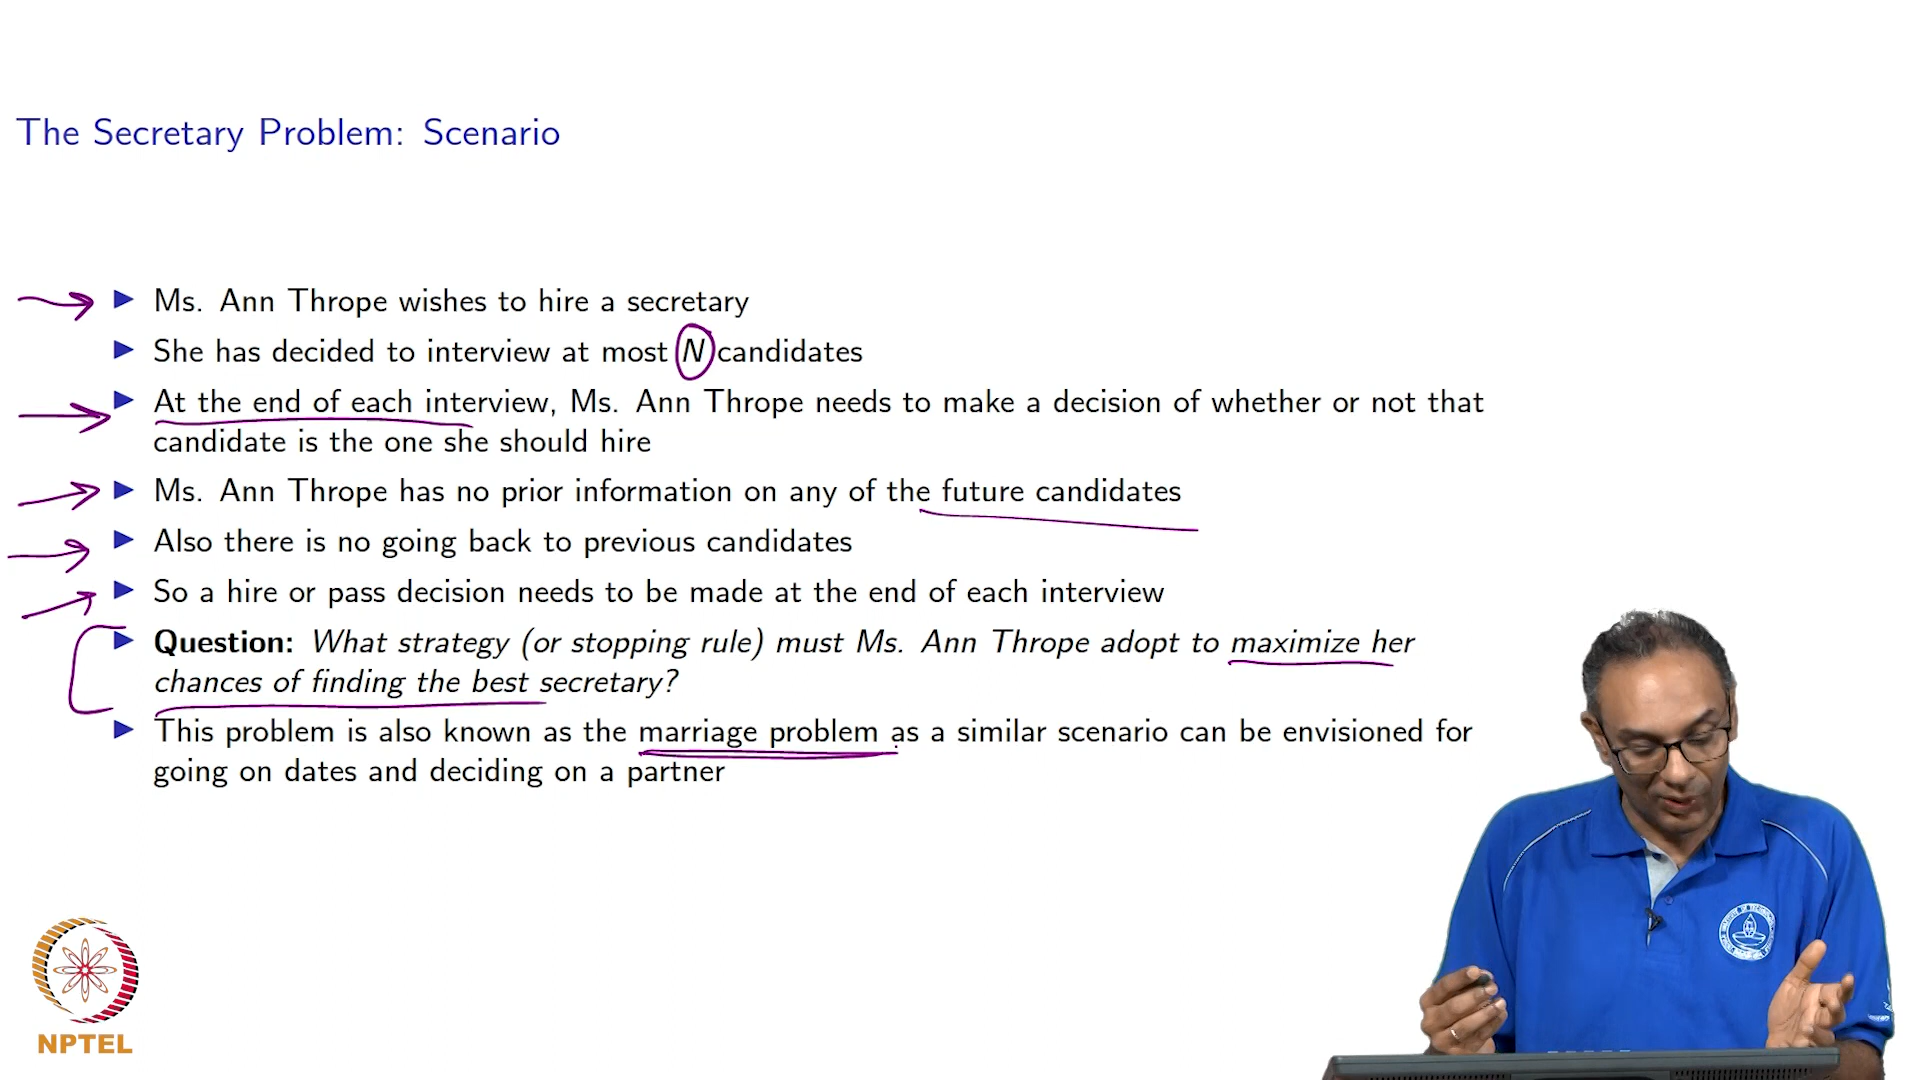 The Secretary Problem: Scenario
Ms. Ann Thrope wishes to hire a secretary
She has decided to interview at most N candidates
At the end of each interview, Ms. Ann Thrope needs to make a decision of whether or not that
candidate is the one she should hire
Ms. Ann Thrope has no prior information on any of the future candidates
Also there is no going back to previous candidates
So a hire or pass decision needs to be made at the end of each interview
Question: What strategy (or stopping rule) must Ms. Ann Thrope adopt to maximize her
chances of finding the best secretary?
This problem is also known as the marriage problem as a similar scenario can be envisioned for
going on dates and deciding on a partner
NPTEL